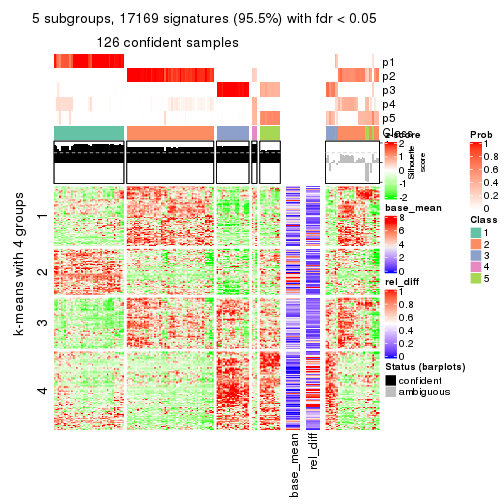 5 subgroups, 17169 signatures (95.5%) with fdr < 0.05
126 confident samples
p1
p2
p3
p4
p5
Class
z-score
2
1
0
-1
-2
Silhouette
score
base_mean
8
6
4
2
0
rel_diff
1
0.8
0.6
0.4
0.2
0
Status (barplots)
confident
ambiguous
Prob
1
0.8
0.6
0.4
0.2
0
Class
1
2
3
4
5
k-means with 4 groups
1
2
3
4
base_mean
rel_diff